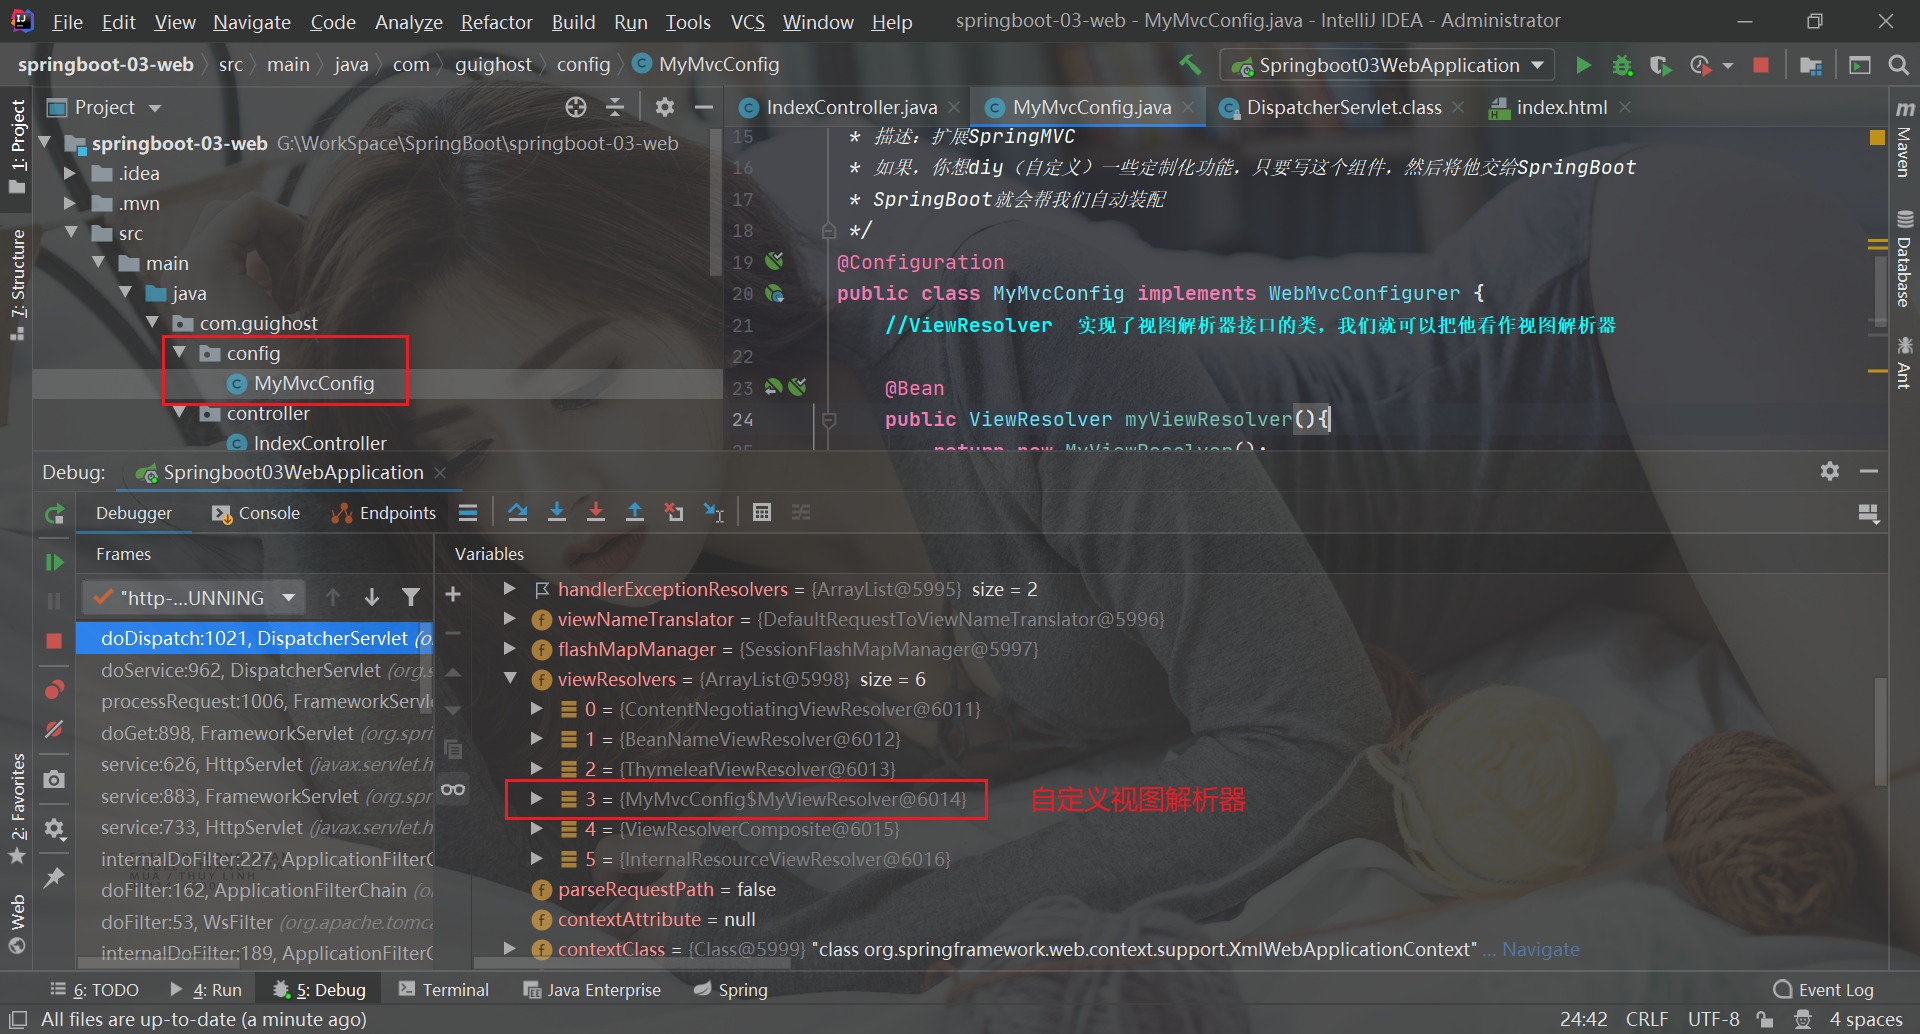 File Edit View Navigate Code Analyze Refactor Build Run Tools VCS Window Help springboot-03-web - MyMvcConfig.java - IntelliJ IDEA - Administrator
springboot-03-web src main java com guighost config MyMvcConfig Springboot03WebApplication
Project
IndexController.java MyMvcConfig.java DispatcherServlet.class index.html
1: Project
7: Structure
2: Favorites
Web
springboot-03-web G:\WorkSpace\SpringBoot\springboot-03-web
.idea
.mvn
src
main
java
com.guighost
config
MyMvcConfig
controller
IndexController
15 * 描述：扩展SpringMVC
16 * 如果，你想diy（自定义）一些定制化功能，只要写这个组件，然后将他交给SpringBoot
17 * SpringBoot就会帮我们自动装配
18 */
19 @Configuration
20 public class MyMvcConfig implements WebMvcConfigurer {
21 //ViewResolver 实现了视图解析器接口的类，我们就可以把他看作视图解析器
22
23 @Bean
24 public ViewResolver myViewResolver(){
25 return new MyViewResolver();
Maven
Database
Ant
Debug: Springboot03WebApplication
Debugger Console Endpoints
Frames
"http-...UNNING
doDispatch:1021, DispatcherServlet (o
doService:962, DispatcherServlet (org.s
processRequest:1006, FrameworkServl
doGet:898, FrameworkServlet (org.spri
service:626, HttpServlet (javax.servlet.h
service:883, FrameworkServlet (org.spr
service:733, HttpServlet (javax.servlet.h
internalDoFilter:227, ApplicationFilterC
doFilter:162, ApplicationFilterChain (o
doFilter:53, WsFilter (org.apache.tomca
internalDoFilter:189, ApplicationFilterC
Variables
handlerExceptionResolvers = {ArrayList@5995} size = 2
viewNameTranslator = {DefaultRequestToViewNameTranslator@5996}
flashMapManager = {SessionFlashMapManager@5997}
viewResolvers = {ArrayList@5998} size = 6
0 = {ContentNegotiatingViewResolver@6011}
1 = {BeanNameViewResolver@6012}
2 = {ThymeleafViewResolver@6013}
3 = {MyMvcConfig$MyViewResolver@6014} 自定义视图解析器
4 = {ViewResolverComposite@6015}
5 = {InternalResourceViewResolver@6016}
parseRequestPath = false
contextAttribute = null
contextClass = {Class@5999} "class org.springframework.web.context.support.XmlWebApplicationContext" ... Navigate
6: TODO 4: Run 5: Debug Terminal Java Enterprise Spring Event Log
All files are up-to-date (a minute ago) 24:42 CRLF UTF-8 4 spaces